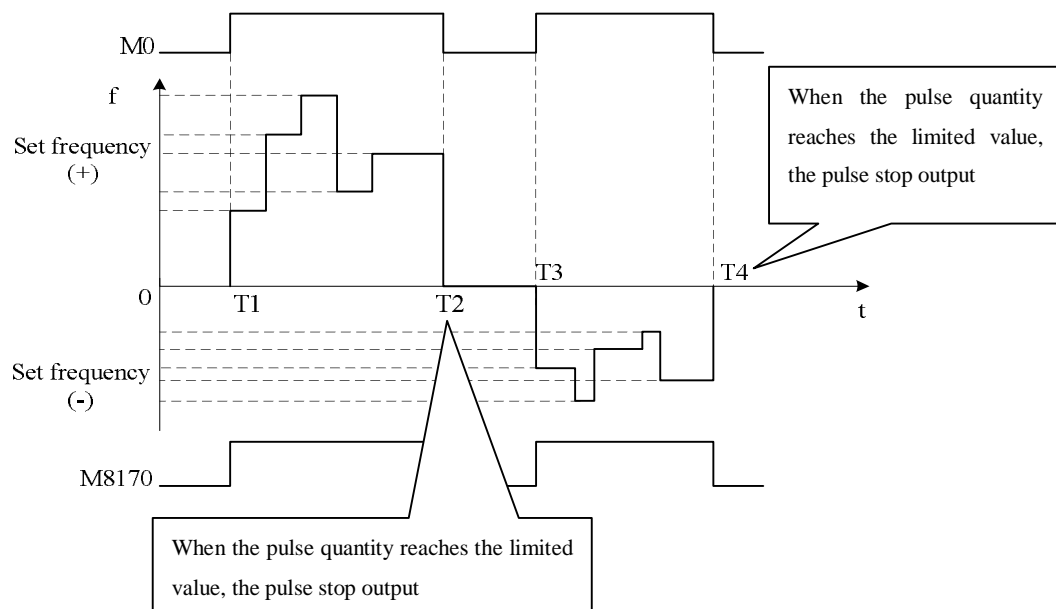 M0
f
Set frequency
(+)
When the pulse quantity
reaches the limited value,
the pulse stop output
0
T1
T2
T3
T4
t
Set frequency
(-)
M8170
When the pulse quantity reaches the limited
value, the pulse stop output